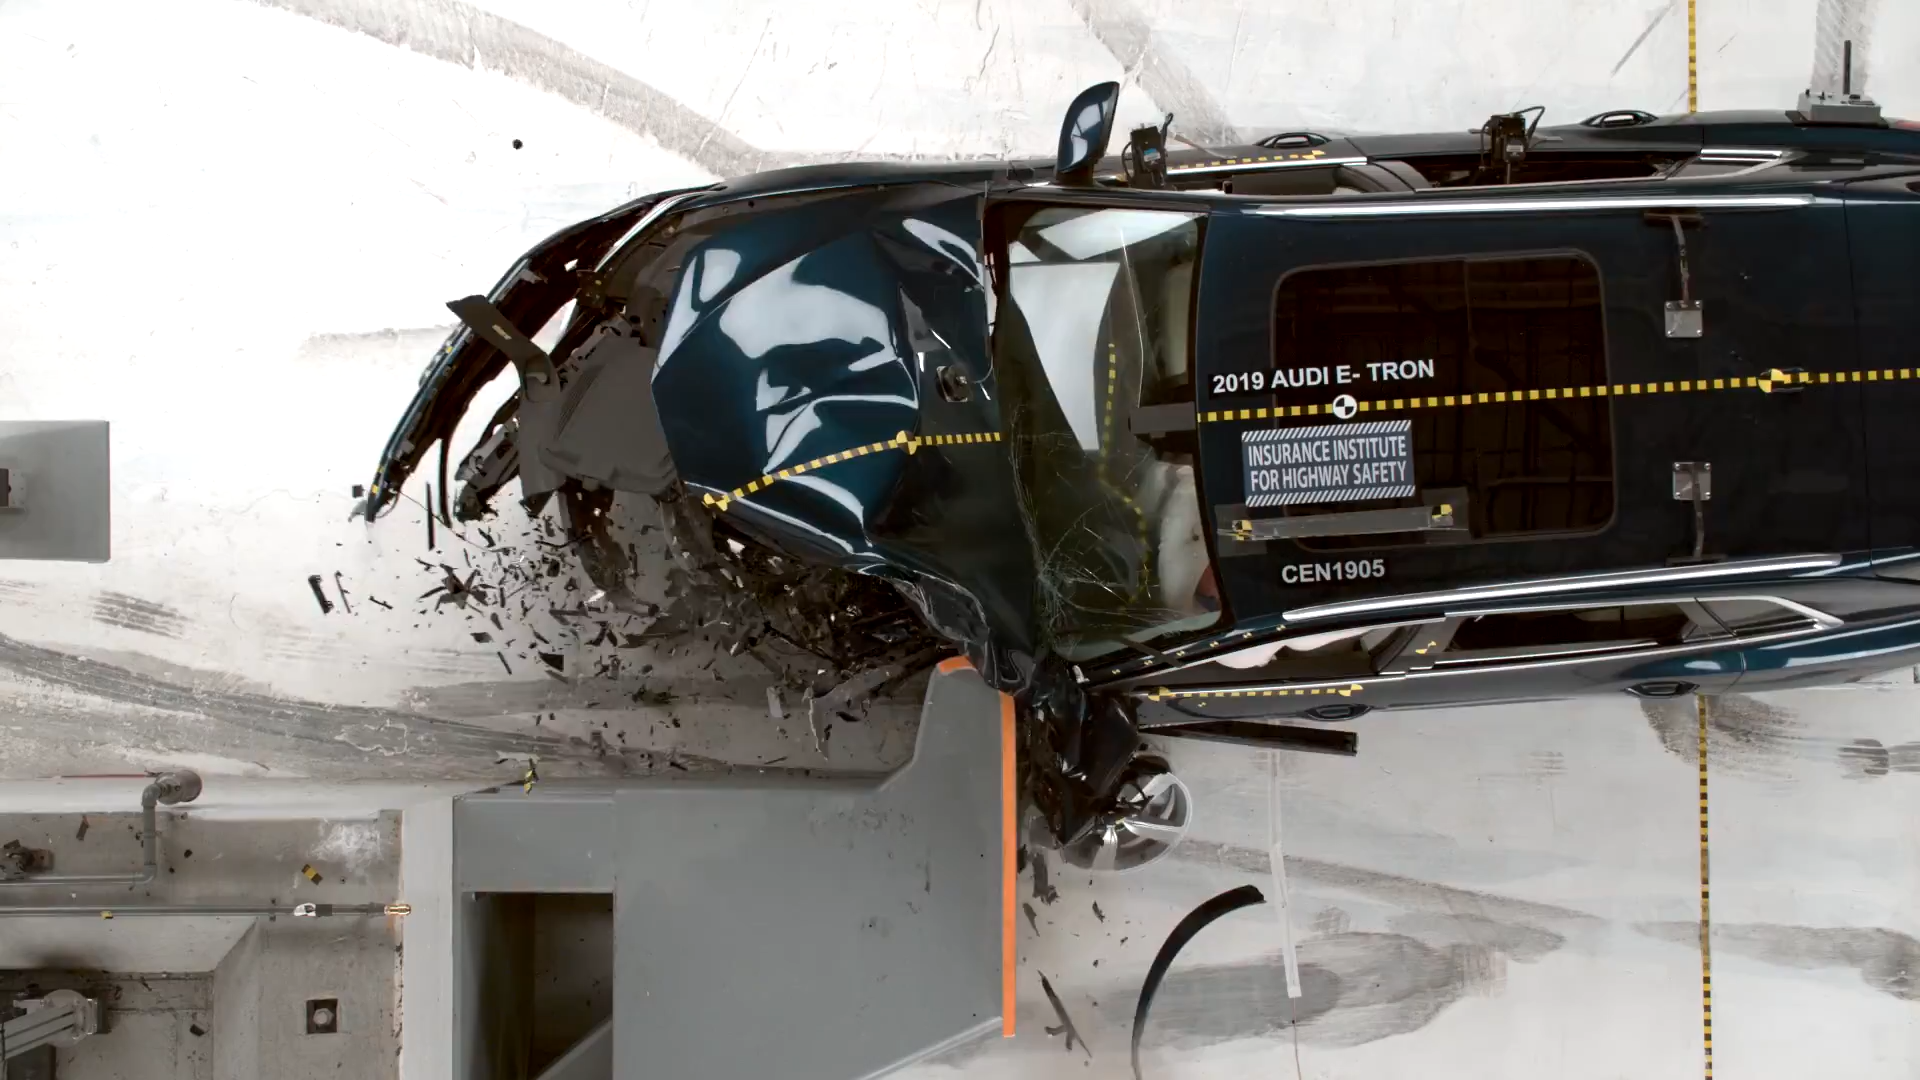 2019 AUDI E- TRON
INSURANCE INSTITUTE
FOR HIGHWAY SAFETY
CEN1905